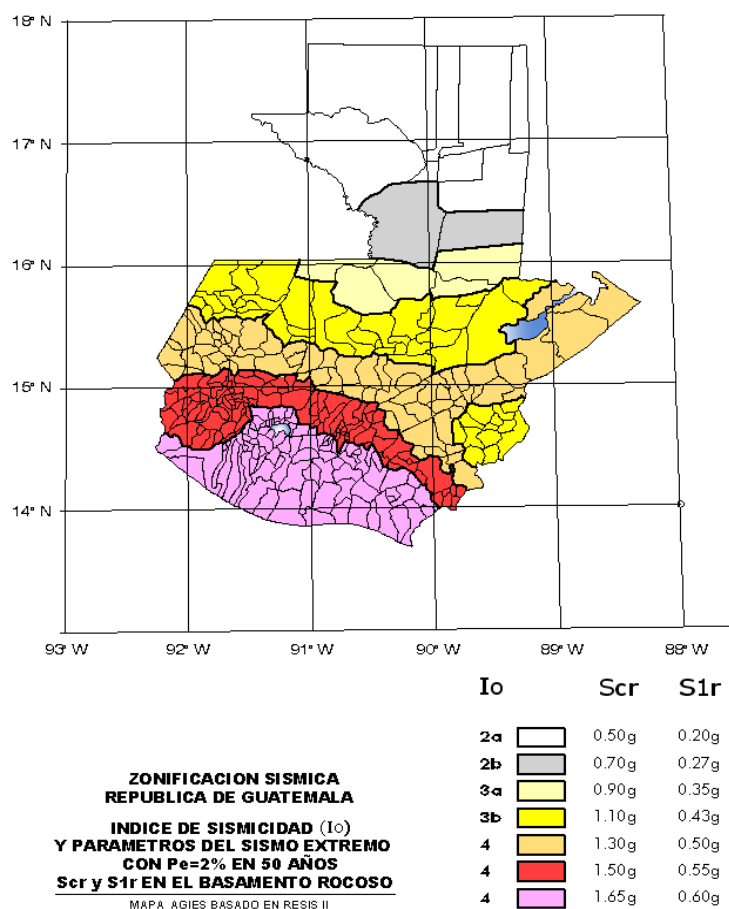 18° N
17° N
16° N
15° N
14° N
93° W 92° W 91° W 90° W 89° W 88° W
Io Scr S1r
2a 0.50g 0.20g
2b 0.70g 0.27g
3a 0.90g 0.35g
3b 1.10g 0.43g
4 1.30g 0.50g
4 1.50g 0.55g
4 1.65g 0.60g
ZONIFICACION SISMICA
REPUBLICA DE GUATEMALA
INDICE DE SISMICIDAD (Io)
Y PARAMETROS DEL SISMO EXTREMO
CON Pe=2% EN 50 AÑOS
Scr y S1r EN EL BASAMENTO ROCOSO
MAPA AGIES BASADO EN RESIS II